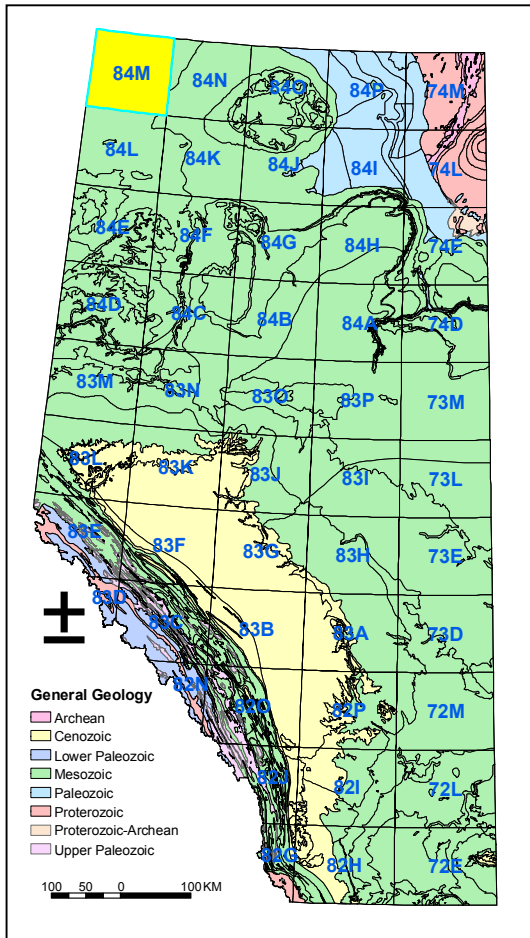 84M 84N 84O 84P 74M
84L 84K 84J 84I 74L
84E 84F 84G 84H 74E
84D 84C 84B 84A 74D
83M 83N 83O 83P 73M
83L 83K 83J 83I 73L
83E 83F 83G 83H 73E
83D 83C 83B 83A 73D
82N 82O 82P 72M
82J 82I 72L
82G 82H 72E
General Geology
Archean
Cenozoic
Lower Paleozoic
Mesozoic
Paleozoic
Proterozoic
Proterozoic-Archean
Upper Paleozoic
100 50 0 100 KM